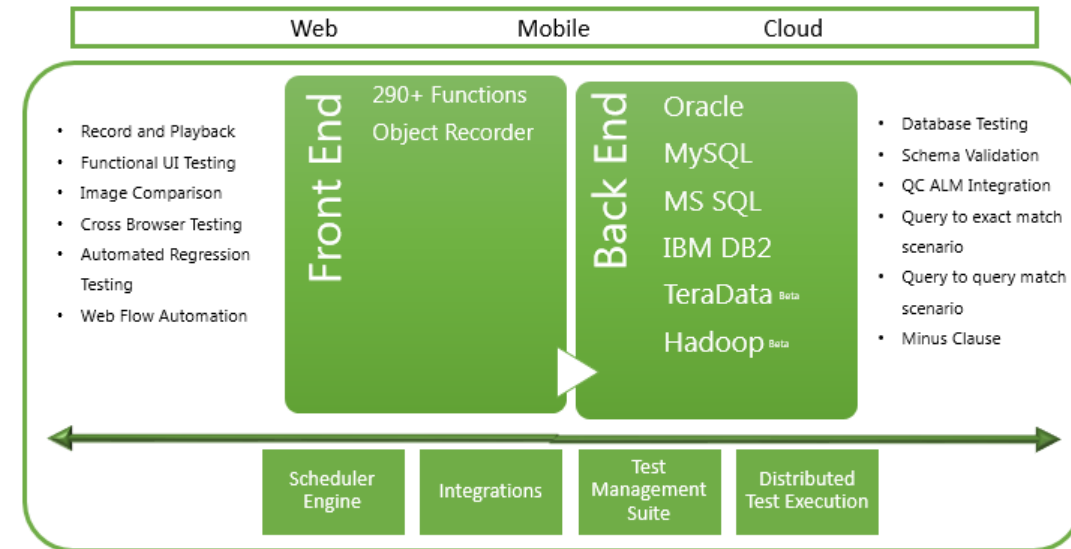 Web Mobile Cloud
• Record and Playback
• Functional UI Testing
• Image Comparison
• Cross Browser Testing
• Automated Regression
Testing
• Web Flow Automation
Front End
290+ Functions
Object Recorder
Back End
Oracle
MySQL
MS SQL
IBM DB2
TeraData Beta
Hadoop Beta
• Database Testing
• Schema Validation
• QC ALM Integration
• Query to exact match
scenario
• Query to query match
scenario
• Minus Clause
Scheduler
Engine
Integrations
Test
Management
Suite
Distributed
Test Execution